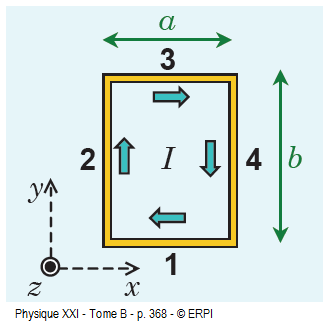 a
3
2
I
4
b
y
z
x
1
Physique XXI - Tome B - p. 368 - © ERPI